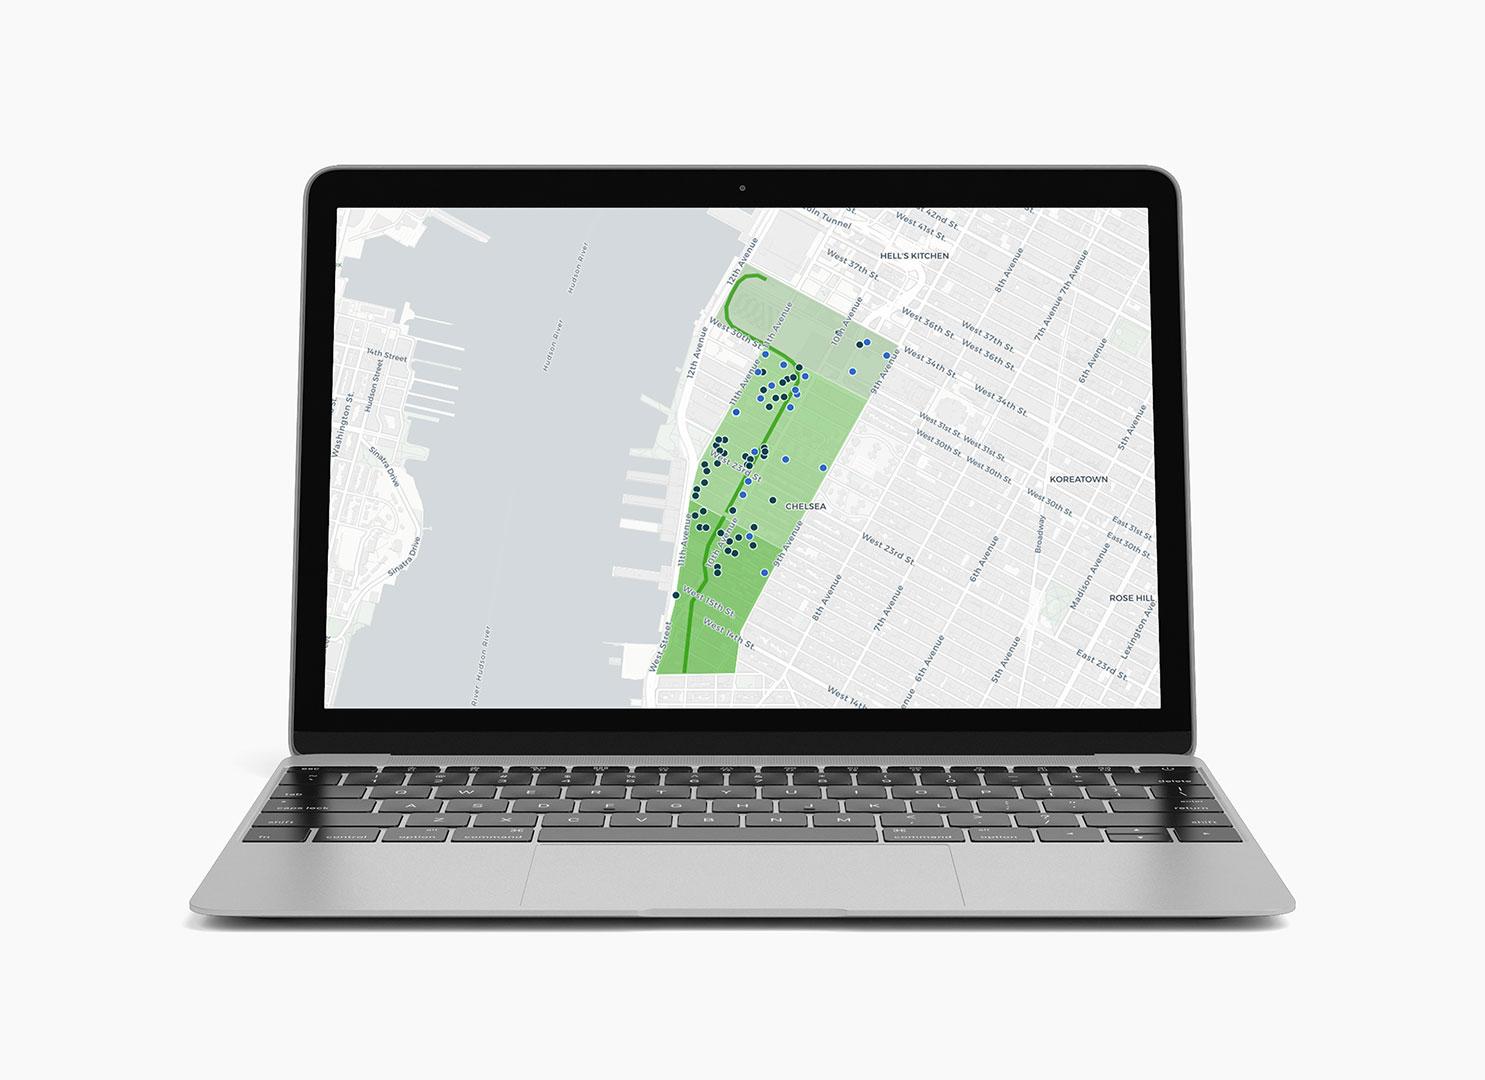 West 42nd St.
West 41st St.
Tunnel
HELL'S KITCHEN
West 37th St.
12th Avenue
8th Avenue
7th Avenue
Hudson River
10th Avenue
West 36th St.
West 37th St.
West 36th St.
7th Avenue
West 30th St.
12th Avenue
Hudson River
14th Street
Hudson Street
West 34th St.
West 34th St.
9th Avenue
6th Avenue
11th Avenue
Washington St.
West 31st St.
West 31st St.
West 30th St.
West 30th St.
5th Avenue
Sinatra Drive
West 23rd St.
KOREATOWN
CHELSEA
West 30th St.
East 31st St.
East 30th St.
Broadway
11th Avenue
10th Avenue
9th Avenue
West 23rd St.
6th Avenue
Sinatra Drive
Madison Avenue
ROSE HILL
West 15th St.
West 14th St.
8th Avenue
7th Avenue
Lexington Ave
West Street
Hudson River
River
6th Avenue
5th Avenue
East 23rd St.
West 14th
esc
delete
tab
Q W E R T Y U I O P
caps lock
A S D F G H J K L
enter
return
shift
Z X C V B N M
shift
fn
control
alt
option
command
command
alt
option